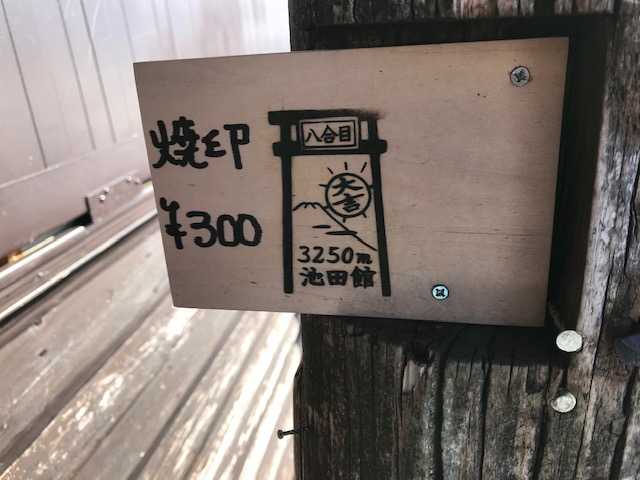 焼印
¥300
八合目
大吉
3250m
池田館